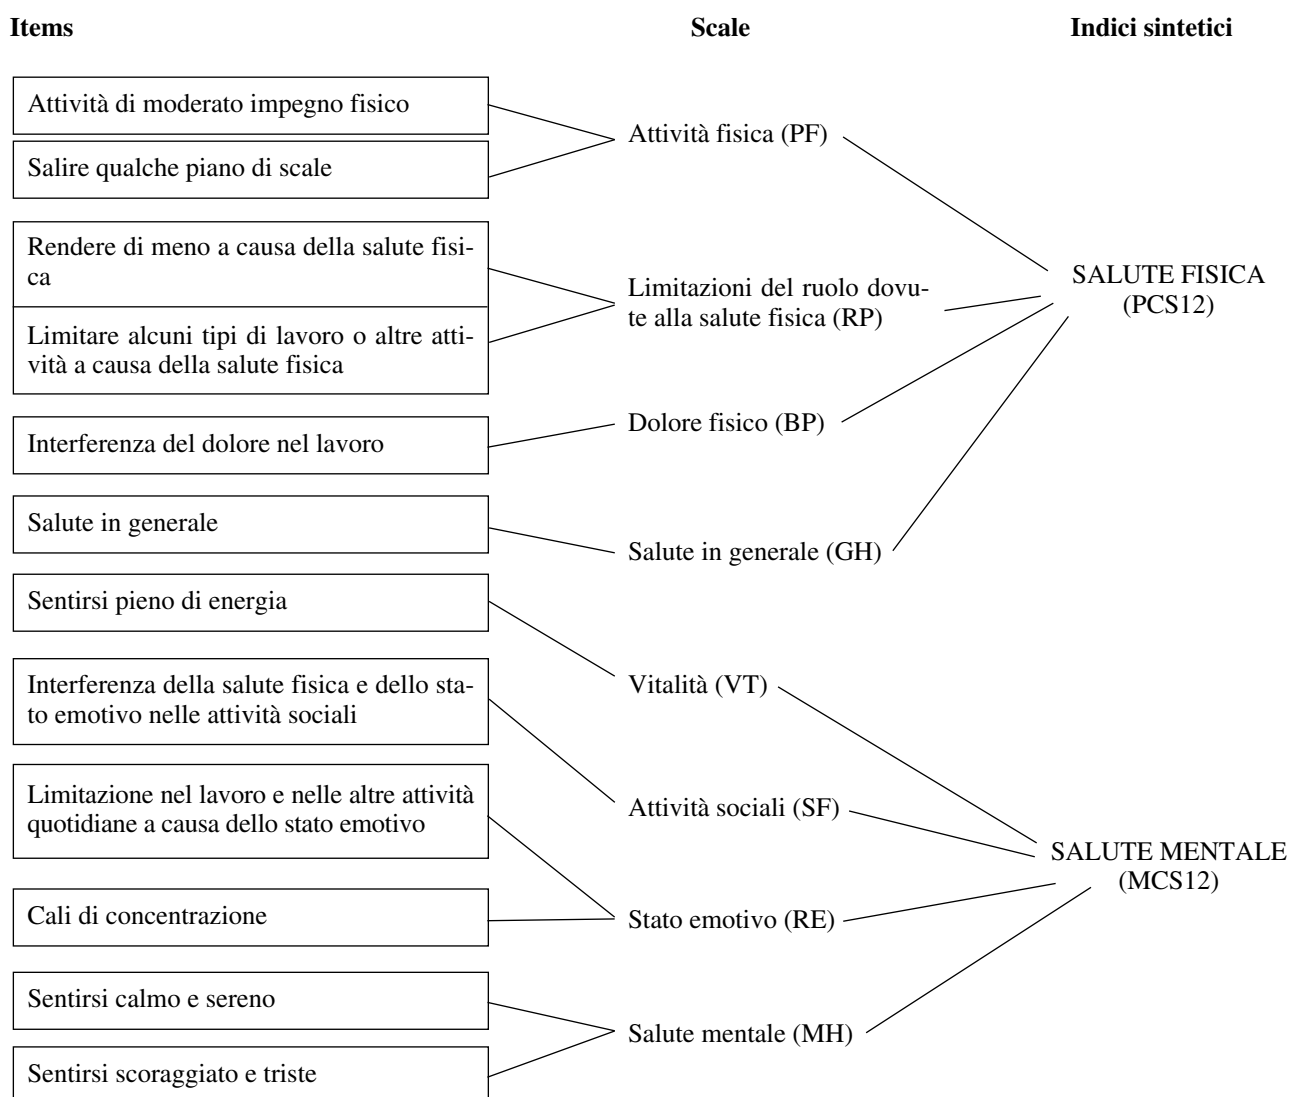 Items
Scale
Indici sintetici
Attività di moderato impegno fisico
Salire qualche piano di scale
Attività fisica (PF)
Rendere di meno a causa della salute fisi-
ca
Limitare alcuni tipi di lavoro o altre atti-
vità a causa della salute fisica
Limitazioni del ruolo dovu-
te alla salute fisica (RP)
SALUTE FISICA
(PCS12)
Interferenza del dolore nel lavoro
Dolore fisico (BP)
Salute in generale
Salute in generale (GH)
Sentirsi pieno di energia
Vitalità (VT)
Interferenza della salute fisica e dello sta-
to emotivo nelle attività sociali
Attività sociali (SF)
Limitazione nel lavoro e nelle altre attività
quotidiane a causa dello stato emotivo
SALUTE MENTALE
(MCS12)
Cali di concentrazione
Stato emotivo (RE)
Sentirsi calmo e sereno
Salute mentale (MH)
Sentirsi scoraggiato e triste